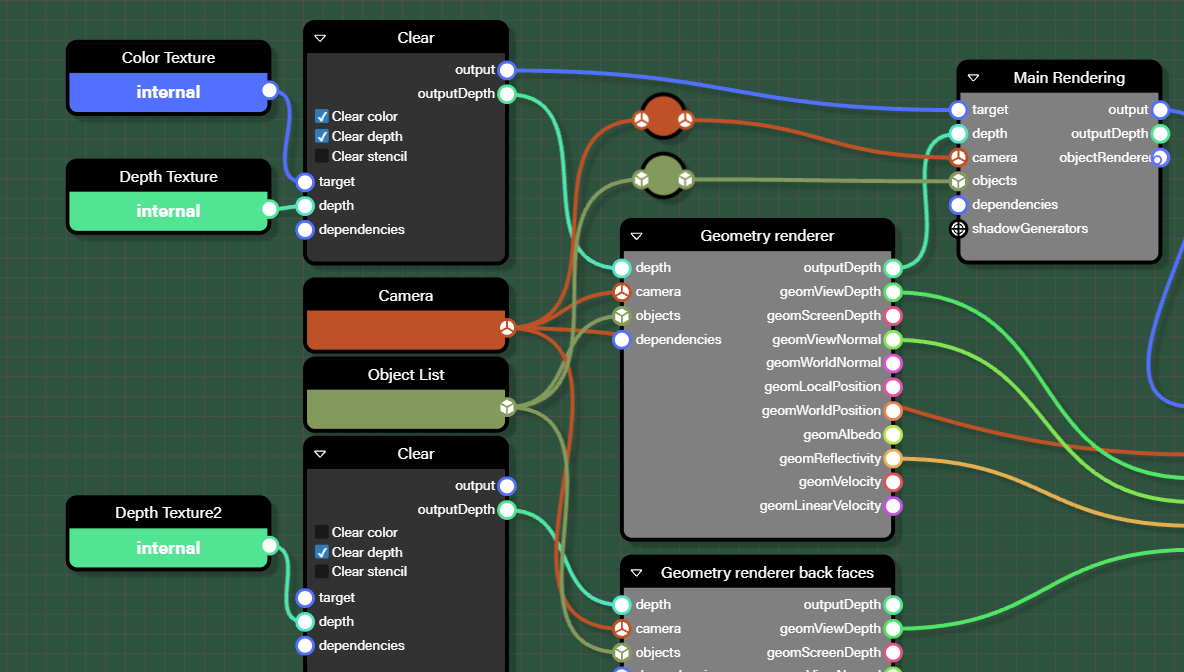 Color Texture
internal
Depth Texture
internal
Clear
output
outputDepth
Clear color
Clear depth
Clear stencil
target
depth
dependencies
Camera
Object List
Depth Texture2
internal
Clear
output
outputDepth
Clear color
Clear depth
Clear stencil
target
depth
dependencies
Geometry renderer
depth outputDepth
camera geomViewDepth
objects geomScreenDepth
dependencies geomViewNormal
geomWorldNormal
geomLocalPosition
geomWorldPosition
geomAlbedo
geomReflectivity
geomVelocity
geomLinearVelocity
Geometry renderer back faces
depth outputDepth
camera geomViewDepth
objects geomScreenDepth
Main Rendering
target output
depth outputDepth
camera objectRenderer
objects
dependencies
shadowGenerators